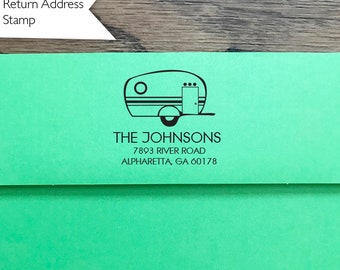 Return Address
Stamp
THE JOHNSONS
7893 RIVER ROAD
ALPHARETTA, GA 60178